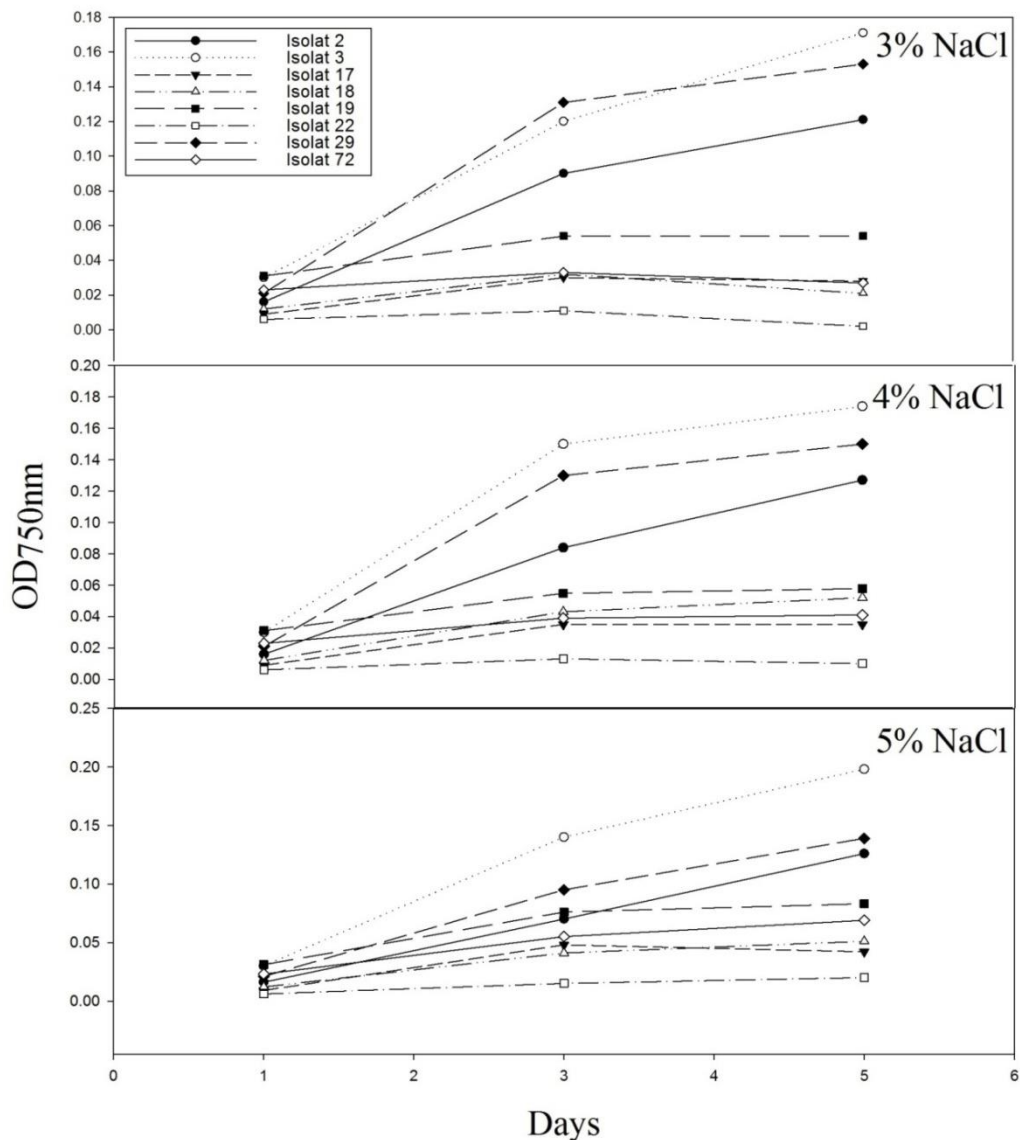 OD750nm
0.18
0.16
0.14
0.12
0.10
0.08
0.06
0.04
0.02
0.00
Isolat 2
Isolat 3
Isolat 17
Isolat 18
Isolat 19
Isolat 22
Isolat 29
Isolat 72
3% NaCl
0.20
0.18
0.16
0.14
0.12
0.10
0.08
0.06
0.04
0.02
0.00
4% NaCl
0.25
0.20
0.15
0.10
0.05
0.00
5% NaCl
0 1 2 3 4 5 6
Days